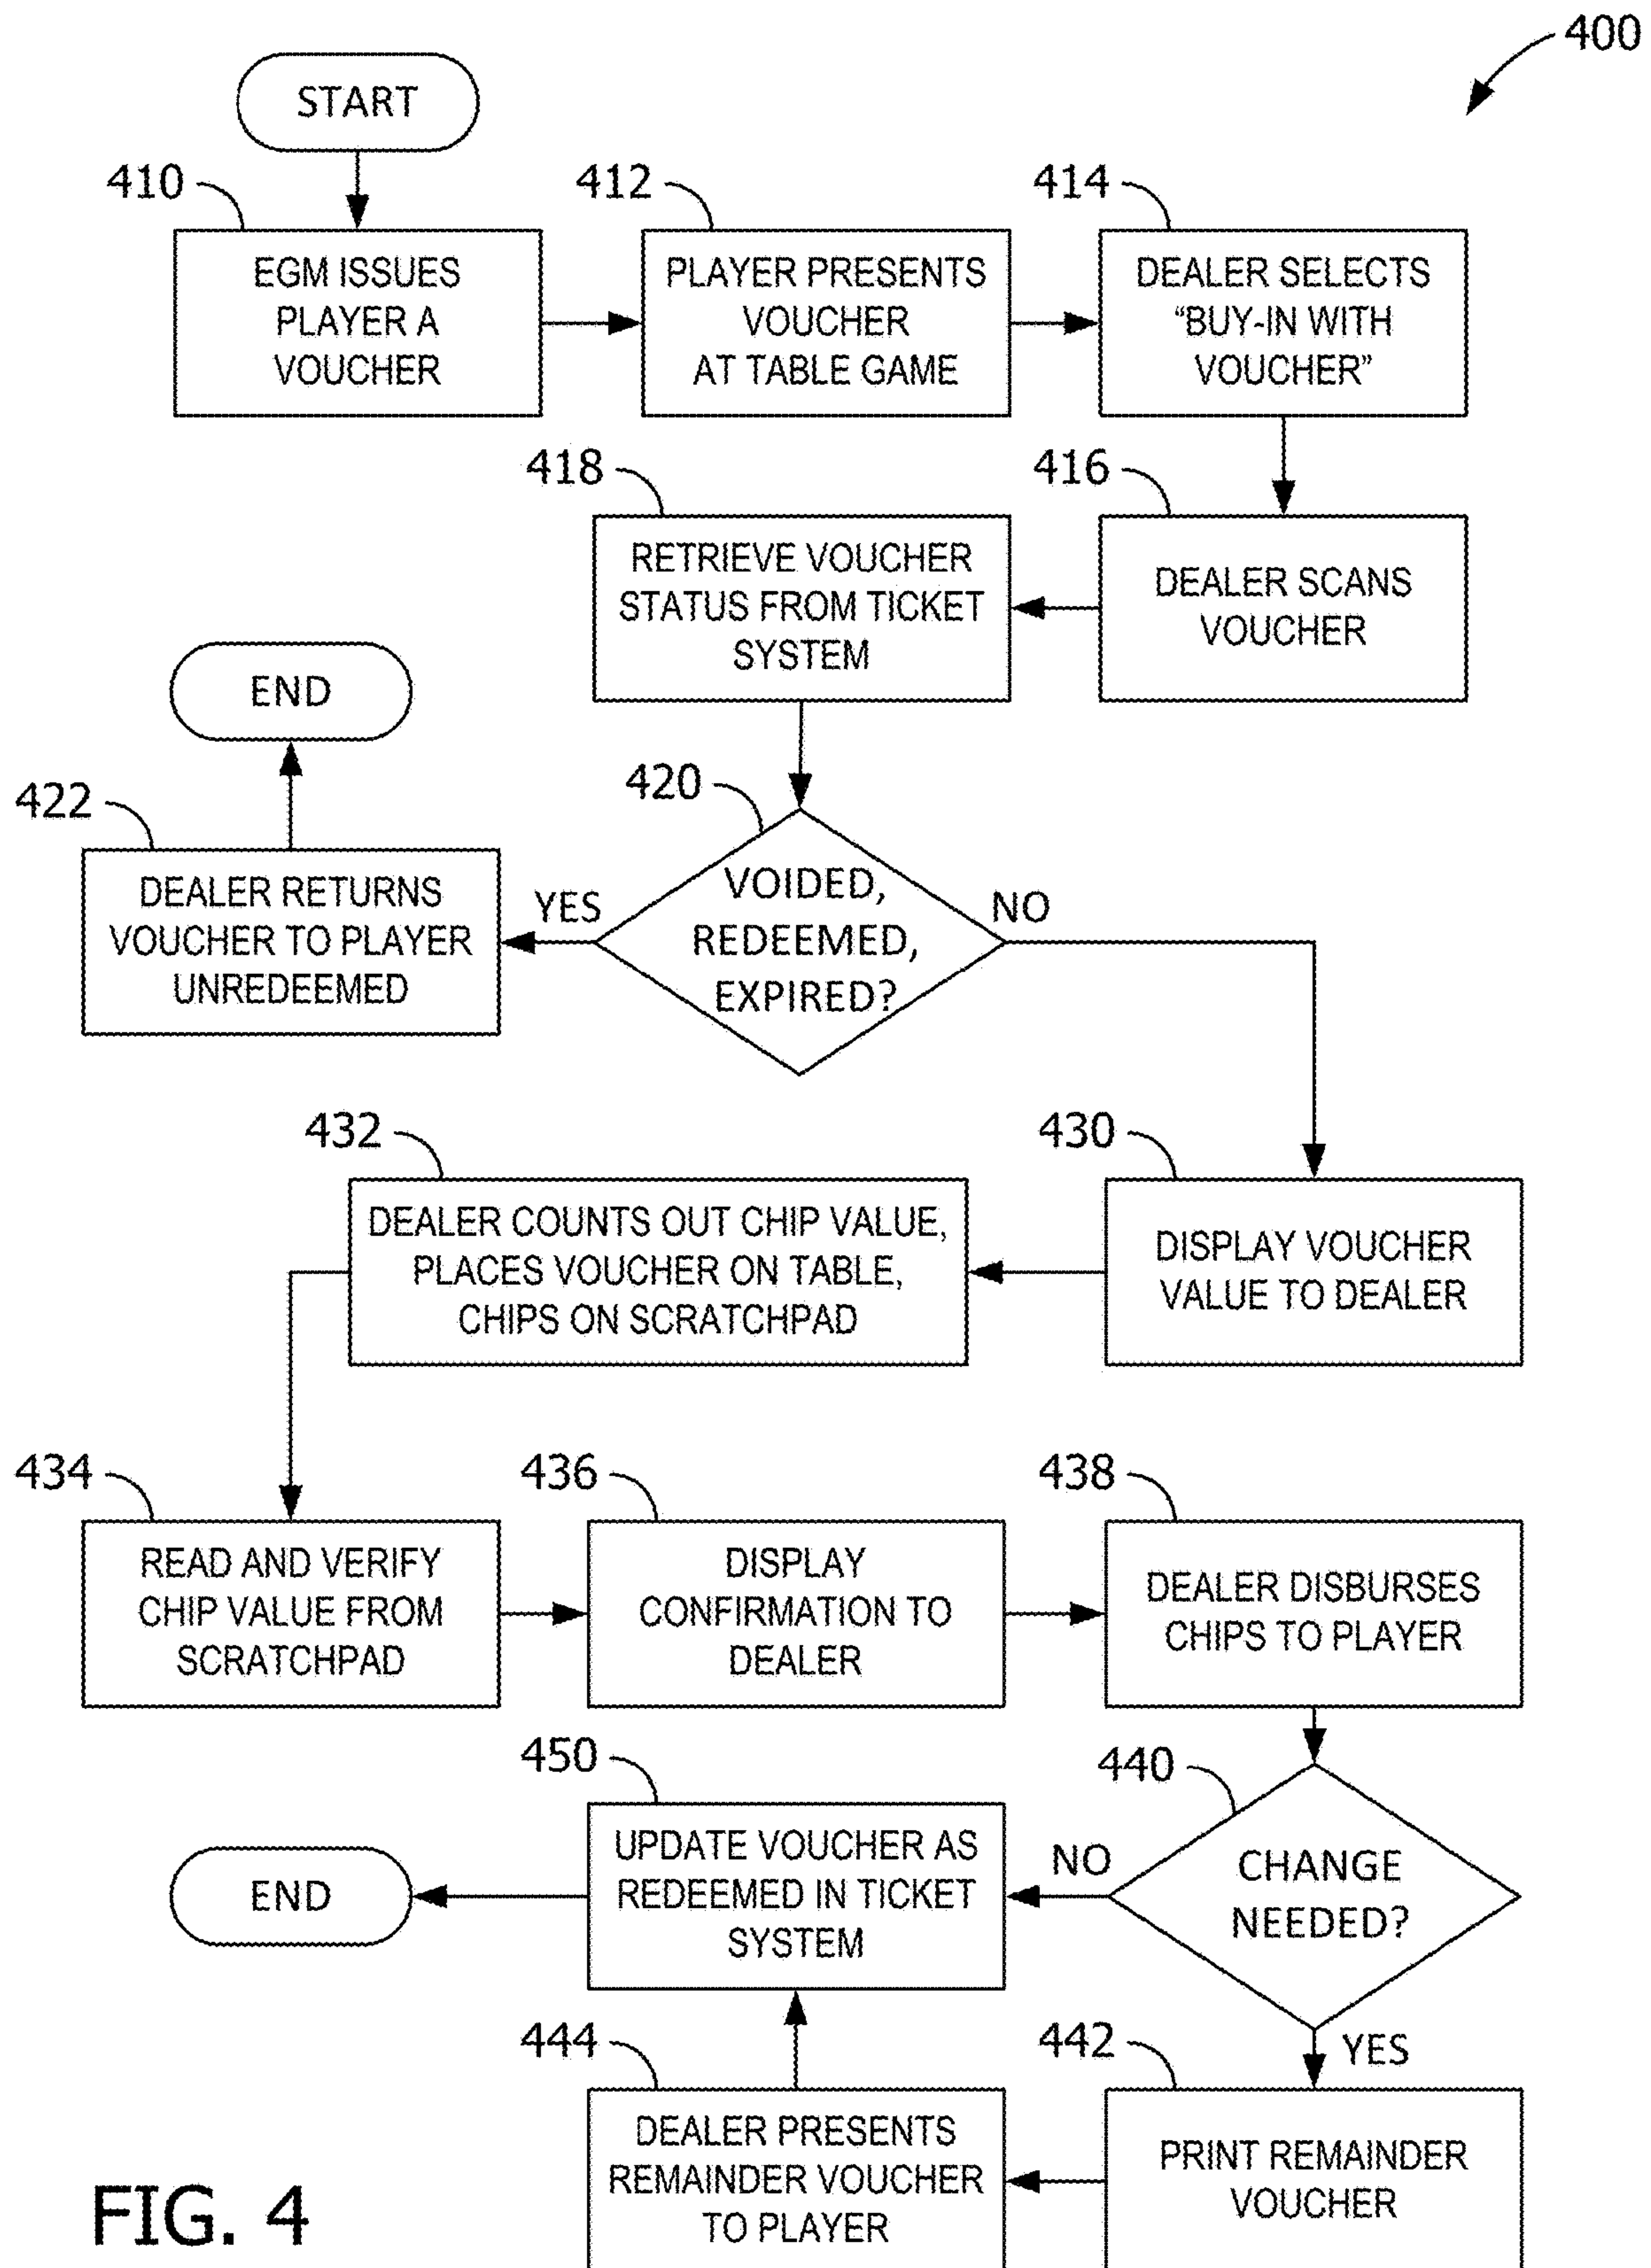 400
START
410
EGM ISSUES
PLAYER A
VOUCHER
412
PLAYER PRESENTS
VOUCHER
AT TABLE GAME
414
DEALER SELECTS
“BUY-IN WITH
VOUCHER”
416
DEALER SCANS
VOUCHER
418
RETRIEVE VOUCHER
STATUS FROM TICKET
SYSTEM
420
VOIDED,
REDEEMED,
EXPIRED?
YES
NO
422
DEALER RETURNS
VOUCHER TO PLAYER
UNREDEEMED
END
430
DISPLAY VOUCHER
VALUE TO DEALER
432
DEALER COUNTS OUT CHIP VALUE,
PLACES VOUCHER ON TABLE,
CHIPS ON SCRATCHPAD
434
READ AND VERIFY
CHIP VALUE FROM
SCRATCHPAD
436
DISPLAY
CONFIRMATION TO
DEALER
438
DEALER DISBURSES
CHIPS TO PLAYER
440
CHANGE
NEEDED?
NO
YES
442
PRINT REMAINDER
VOUCHER
444
DEALER PRESENTS
REMAINDER VOUCHER
TO PLAYER
450
UPDATE VOUCHER AS
REDEEMED IN TICKET
SYSTEM
END
FIG. 4